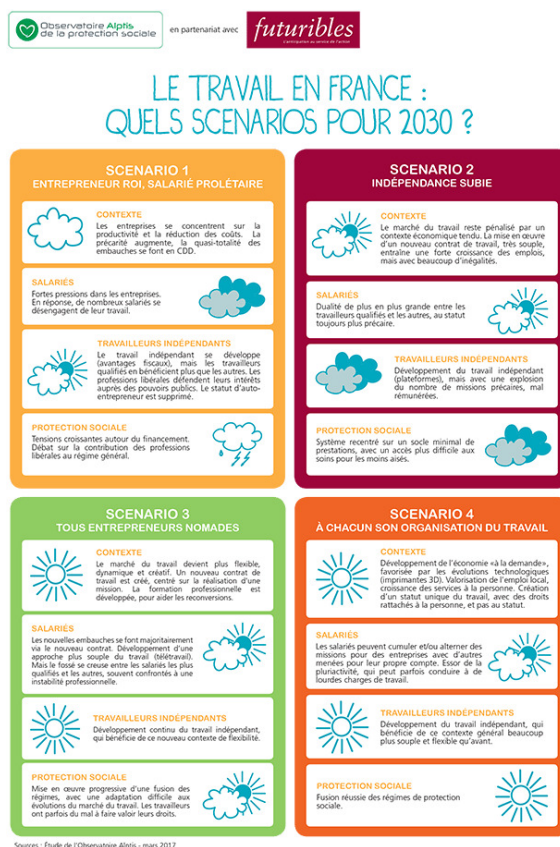 Observatoire Alptis
de la protection sociale
en partenariat avec
futuribles
L'anticipation au service de l'action
LE TRAVAIL EN FRANCE :
QUELS SCENARIOS POUR 2030 ?
SCENARIO 1
ENTREPRENEUR ROI, SALARIÉ PROLÉTAIRE
CONTEXTE
Les entreprises se concentrent sur la
productivité et la réduction des coûts. La
précarité augmente, la quasi-totalité des
embauches se font en CDD.
SALARIÉS
Fortes pressions dans les entreprises.
En réponse, de nombreux salariés se
désengagent de leur travail.
TRAVAILLEURS INDÉPENDANTS
Le travail indépendant se développe
(avantages fiscaux), mais les travailleurs
qualifiés en bénéficient plus que les autres. Les
professions libérales défendent leurs intérêts
auprès des pouvoirs publics. Le statut d'auto-
entrepreneur est supprimé.
PROTECTION SOCIALE
Tensions croissantes autour du financement.
Débat sur la contribution des professions
libérales au régime général.
SCENARIO 2
INDÉPENDANCE SUBIE
CONTEXTE
Le marché du travail reste pénalisé par un
contexte économique tendu. La mise en œuvre
d'un nouveau contrat de travail, très souple,
entraîne une forte croissance des emplois,
mais avec beaucoup d'inégalités.
SALARIÉS
Dualité de plus en plus grande entre les
travailleurs qualifiés et les autres, au statut
toujours plus précaire.
TRAVAILLEURS INDÉPENDANTS
Développement du travail indépendant
(plateformes), mais avec une explosion
du nombre de missions précaires, mal
rémunérées.
PROTECTION SOCIALE
Système recentré sur un socle minimal de
prestations, avec un accès plus difficile aux
soins pour les moins aisés.
SCENARIO 3
TOUS ENTREPRENEURS NOMADES
CONTEXTE
Le marché du travail devient plus flexible,
dynamique et créatif. Un nouveau contrat de
travail est créé, centré sur la réalisation d'une
mission. La formation professionnelle est
développée, pour aider les reconversions.
SALARIÉS
Les nouvelles embauches se font majoritairement
via le nouveau contrat. Développement d'une
approche plus souple du travail (télétravail).
Mais le fossé se creuse entre les salariés les plus
qualifiés et les autres, souvent confrontés à une
instabilité professionnelle.
TRAVAILLEURS INDÉPENDANTS
Développement continu du travail indépendant,
qui bénéficie de ce nouveau contexte de flexibilité.
PROTECTION SOCIALE
Mise en œuvre progressive d'une fusion des
régimes, avec une adaptation difficile aux
évolutions du marché du travail. Les travailleurs
ont parfois du mal à faire valoir leurs droits.
SCENARIO 4
À CHACUN SON ORGANISATION DU TRAVAIL
CONTEXTE
Développement de l'économie «à la demande»,
favorisée par les évolutions technologiques
(imprimantes 3D). Valorisation de l'emploi local,
croissance des services à la personne. Création
d'un statut unique du travail, avec des droits
rattachés à la personne, et pas au statut.
SALARIÉS
Les salariés peuvent cumuler et/ou alterner des
missions pour des entreprises avec d'autres
menées pour leur propre compte. Essor de la
pluriactivité, qui peut parfois conduire à de
lourdes charges de travail.
TRAVAILLEURS INDÉPENDANTS
Développement du travail indépendant, qui
bénéficie de ce contexte général beaucoup
plus souple et flexible qu'avant.
PROTECTION SOCIALE
Fusion réussie des régimes de protection
sociale.
Sources : Étude de l'Observatoire Alptis - mars 2017